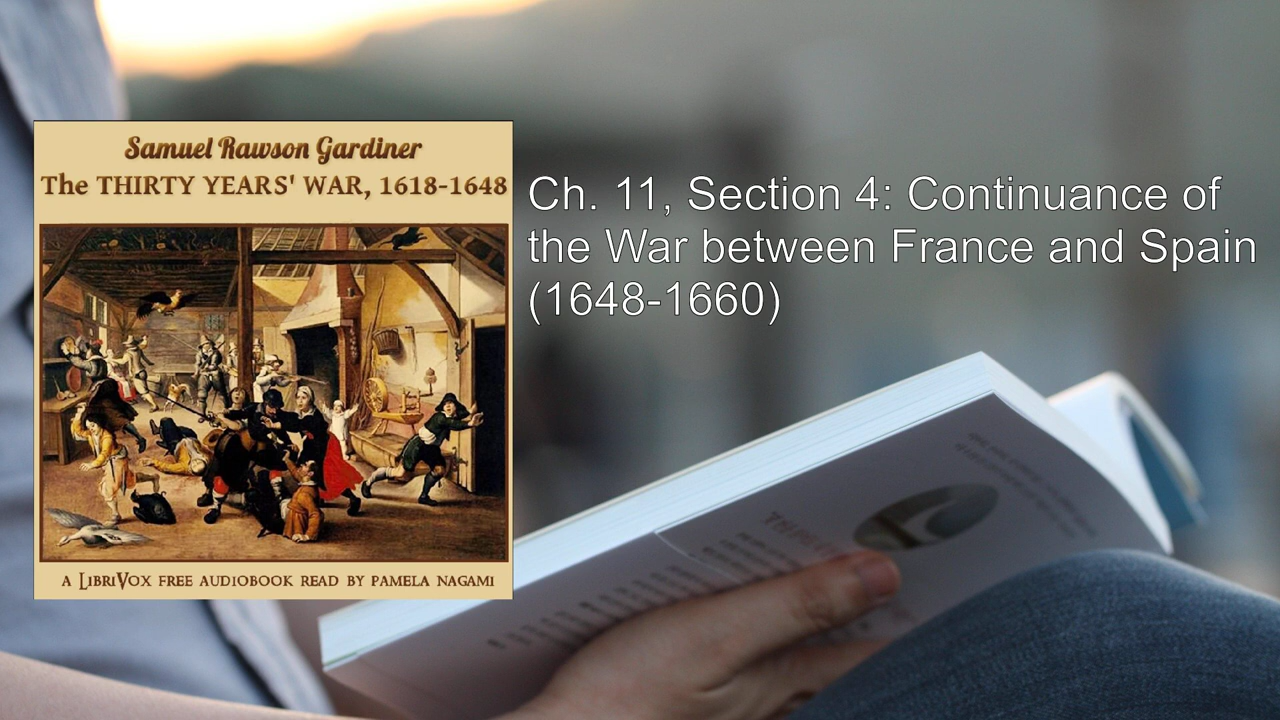 Samuel Rawson Gardiner
The THIRTY YEARS' WAR, 1618-1648
A LIBRIVOX FREE AUDIOBOOK READ BY PAMELA NAGAMI
Ch. 11, Section 4: Continuance of
the War between France and Spain
(1648-1660)